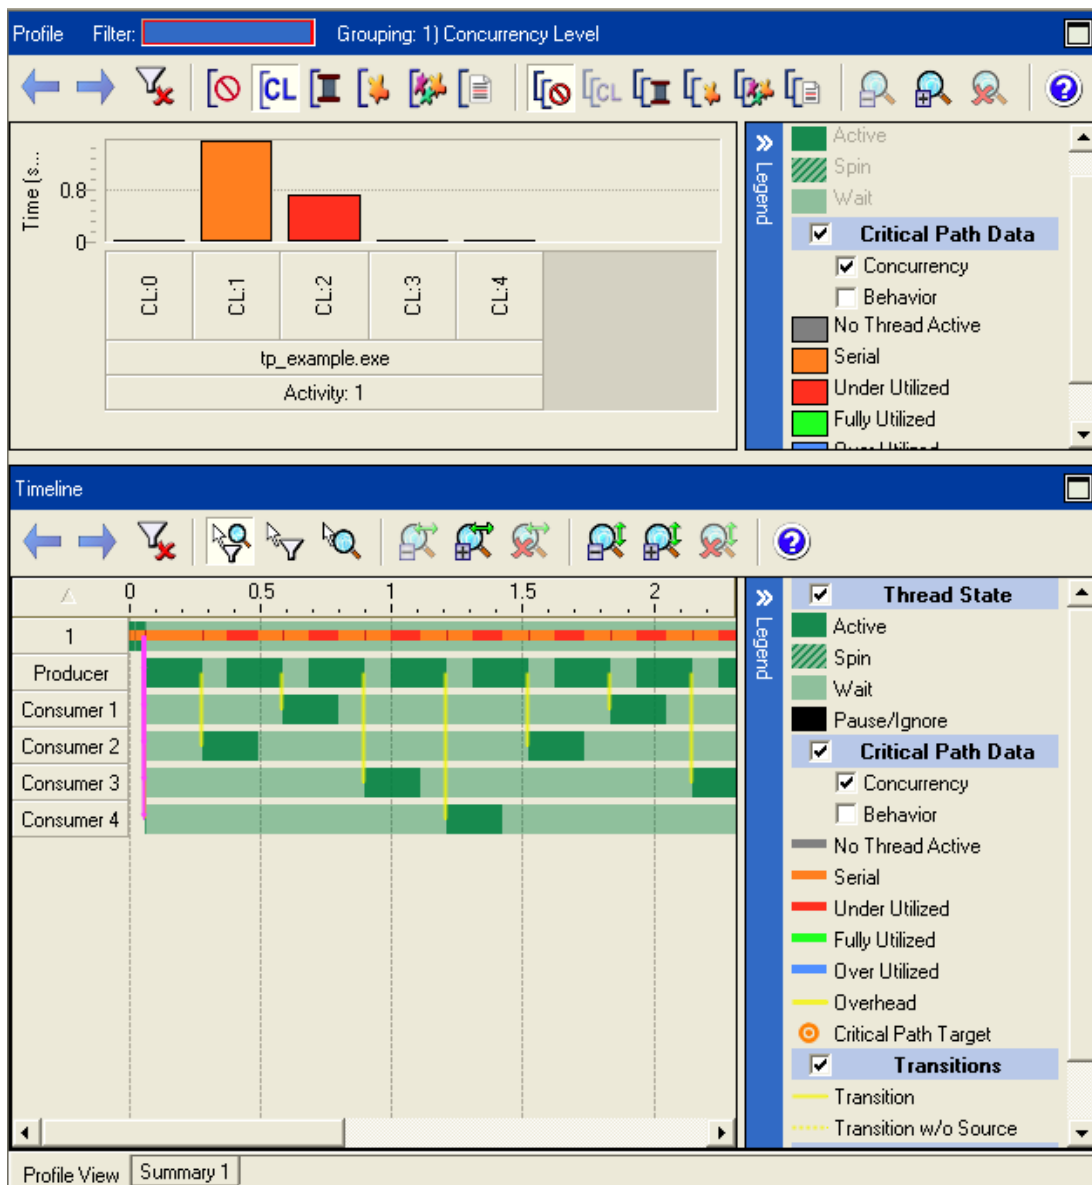 Profile Filter: Grouping: 1) Concurrency Level
CL CL
Time (s...
0.8
0
CL:0 CL:1 CL:2 CL:3 CL:4
tp_example.exe
Activity: 1
Legend
Active
Spin
Wait
Critical Path Data
Concurrency
Behavior
No Thread Active
Serial
Under Utilized
Fully Utilized
Over Utilized
Timeline
0 0.5 1 1.5 2
1
Producer
Consumer 1
Consumer 2
Consumer 3
Consumer 4
Legend
Thread State
Active
Spin
Wait
Pause/Ignore
Critical Path Data
Concurrency
Behavior
No Thread Active
Serial
Under Utilized
Fully Utilized
Over Utilized
Overhead
Critical Path Target
Transitions
Transition
Transition w/o Source
Profile View Summary 1